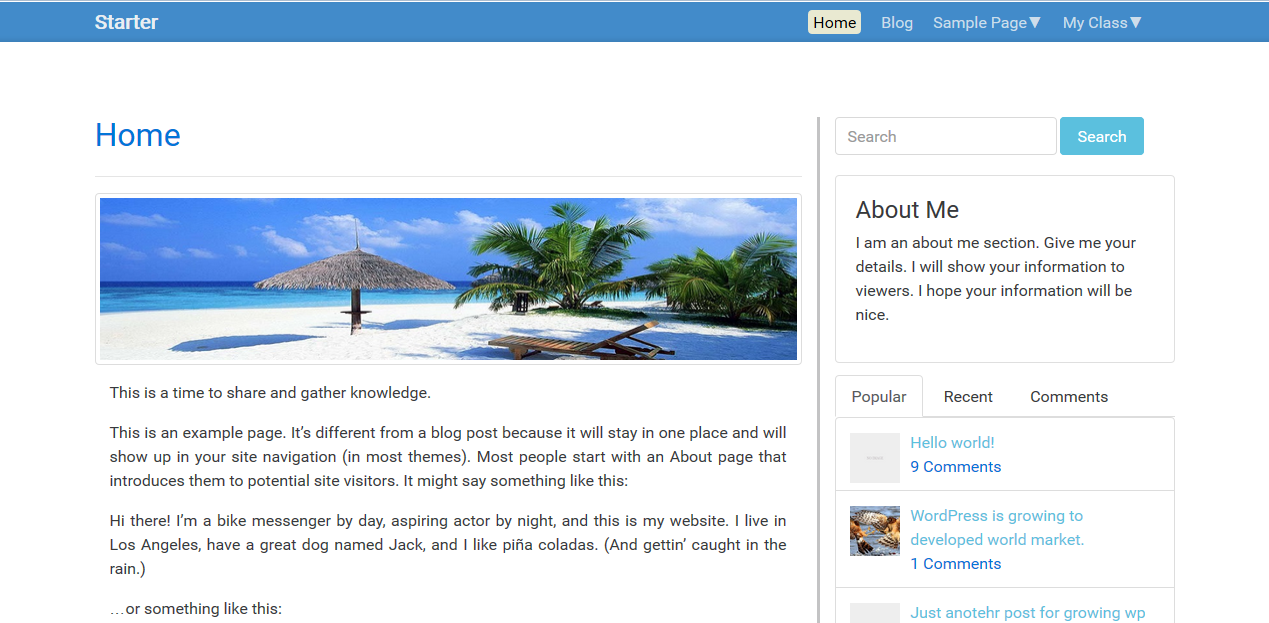 Starter
Home Blog Sample Page▼ My Class▼
Home
This is a time to share and gather knowledge.
This is an example page. It’s different from a blog post because it will stay in one place and will
show up in your site navigation (in most themes). Most people start with an About page that
introduces them to potential site visitors. It might say something like this:
Hi there! I’m a bike messenger by day, aspiring actor by night, and this is my website. I live in
Los Angeles, have a great dog named Jack, and I like piña coladas. (And gettin’ caught in the
rain.)
…or something like this:
Search Search
About Me
I am an about me section. Give me your
details. I will show your information to
viewers. I hope your information will be
nice.
Popular Recent Comments
Hello world!
9 Comments
WordPress is growing to
developed world market.
1 Comments
Just anotehr post for growing wp